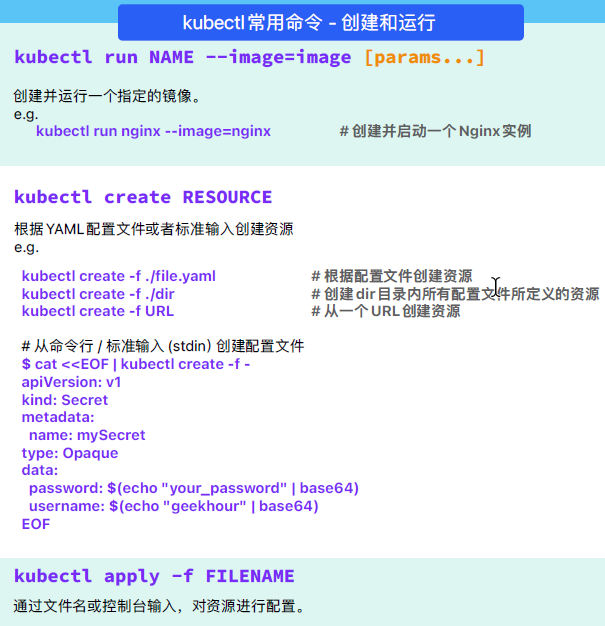 kubectl常用命令 - 创建和运行
kubectl run NAME --image=image [params...]
创建并运行一个指定的镜像。
e.g.
kubectl run nginx --image=nginx # 创建并启动一个Nginx实例
kubectl create RESOURCE
根据YAML配置文件或者标准输入创建资源
e.g.
kubectl create -f ./file.yaml # 根据配置文件创建资源
kubectl create -f ./dir # 创建dir目录内所有配置文件所定义的资源
kubectl create -f URL # 从一个URL创建资源
# 从命令行 / 标准输入 (stdin) 创建配置文件
$ cat <<EOF | kubectl create -f -
apiVersion: v1
kind: Secret
metadata:
  name: mySecret
type: Opaque
data:
  password: $(echo "your_password" | base64)
  username: $(echo "geekhour" | base64)
EOF
kubectl apply -f FILENAME
通过文件名或控制台输入，对资源进行配置。